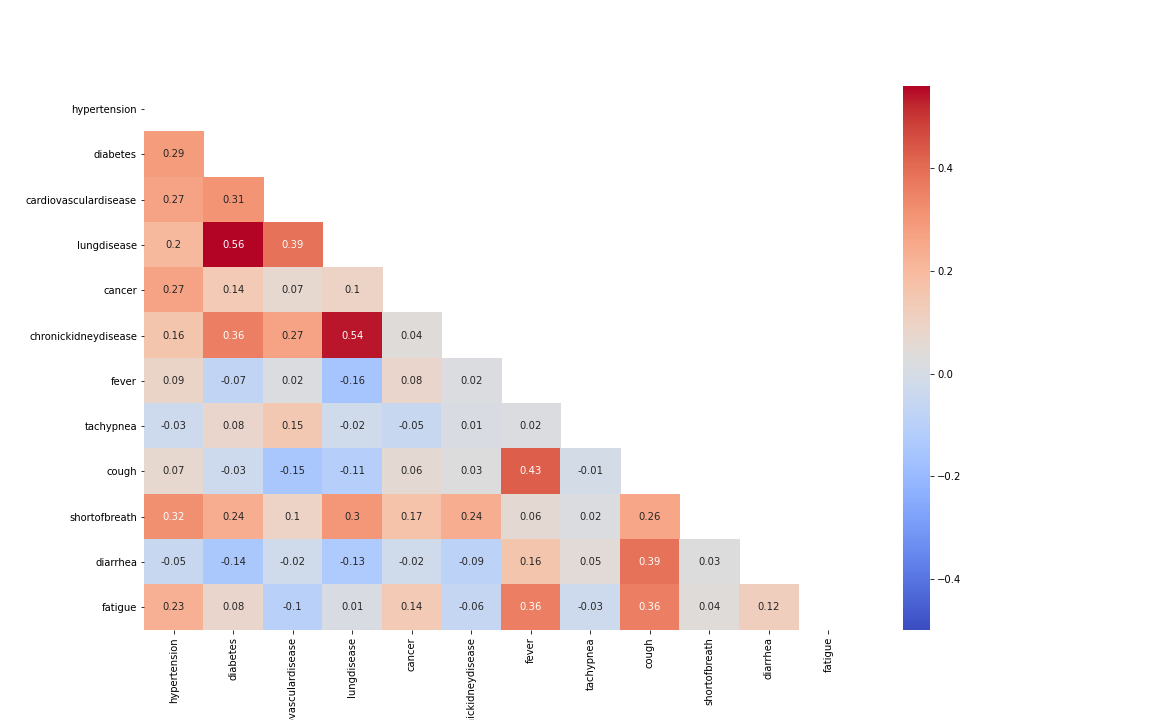 hypertension
diabetes 0.29
cardiovasculardisease 0.27 0.31
lungdisease 0.2 0.56 0.39
cancer 0.27 0.14 0.07 0.1
chronickidneydisease 0.16 0.36 0.27 0.54 0.04
fever 0.09 -0.07 0.02 -0.16 0.08 0.02
tachypnea -0.03 0.08 0.15 -0.02 -0.05 0.01 0.02
cough 0.07 -0.03 -0.15 -0.11 0.06 0.03 0.43 -0.01
shortofbreath 0.32 0.24 0.1 0.3 0.17 0.24 0.06 0.02 0.26
diarrhea -0.05 -0.14 -0.02 -0.13 -0.02 -0.09 0.16 0.05 0.39 0.03
fatigue 0.23 0.08 -0.1 0.01 0.14 -0.06 0.36 -0.03 0.36 0.04 0.12
hypertension
diabetes
ovasculardisease
lungdisease
cancer
nickidneydisease
fever
tachypnea
cough
shortofbreath
diarrhea
fatigue
0.4
0.2
0.0
−0.2
−0.4